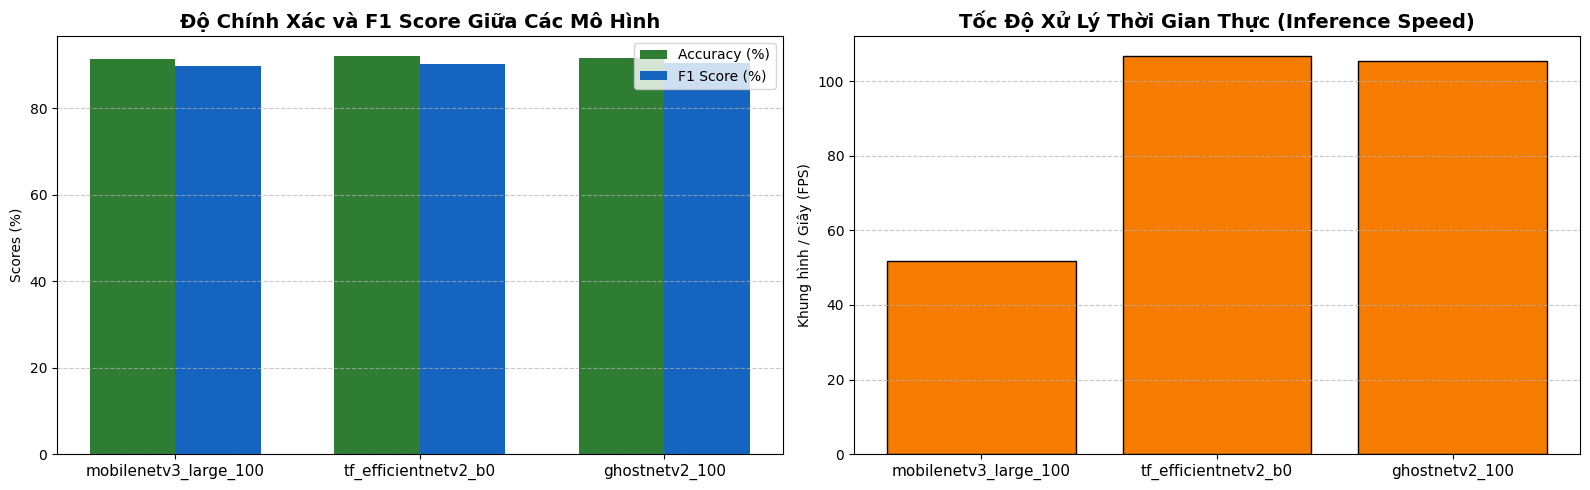 Độ Chính Xác và F1 Score Giữa Các Mô Hình
Accuracy (%)
F1 Score (%)
Scores (%)
80
60
40
20
0
mobilenetv3_large_100 tf_efficientnetv2_b0 ghostnetv2_100
Tốc Độ Xử Lý Thời Gian Thực (Inference Speed)
Khung hình / Giây (FPS)
100
80
60
40
20
0
mobilenetv3_large_100 tf_efficientnetv2_b0 ghostnetv2_100